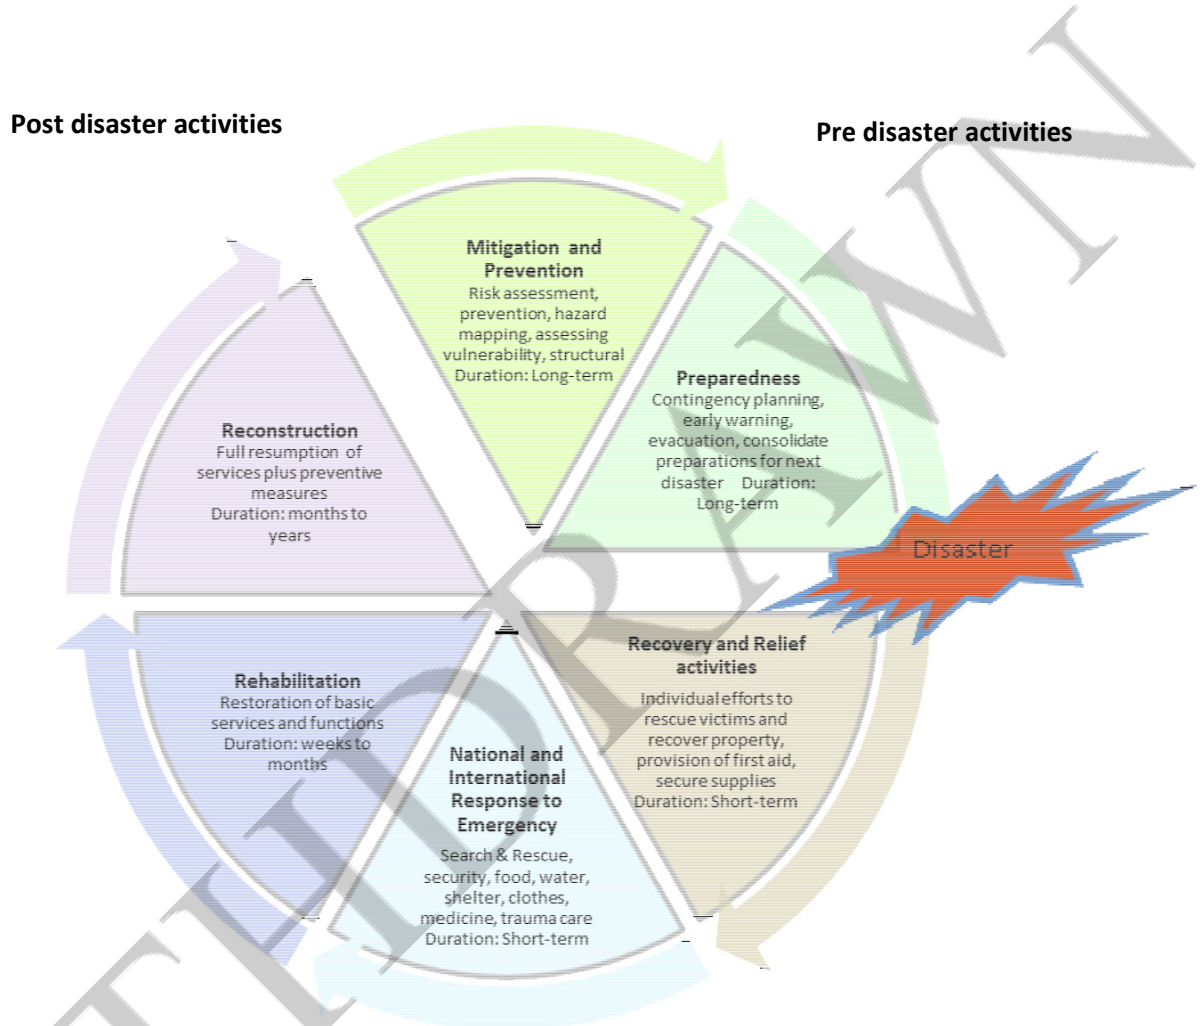 Post disaster activities
Pre disaster activities
Mitigation and
Prevention
Risk assessment,
prevention, hazard
mapping, assessing
vulnerability, structural
Duration: Long-term
Preparedness
Contingency planning,
early warning,
evacuation, consolidate
preparations for next
disaster Duration:
Long-term
Disaster
Recovery and Relief
activities
Individual efforts to
rescue victims and
recover property,
provision of first aid,
secure supplies
Duration: Short-term
National and
International
Response to
Emergency
Search & Rescue,
security, food, water,
shelter, clothes,
medicine, trauma care
Duration: Short-term
Rehabilitation
Restoration of basic
services and functions
Duration: weeks to
months
Reconstruction
Full resumption of
services plus preventive
measures
Duration: months to
years
THDRAWN